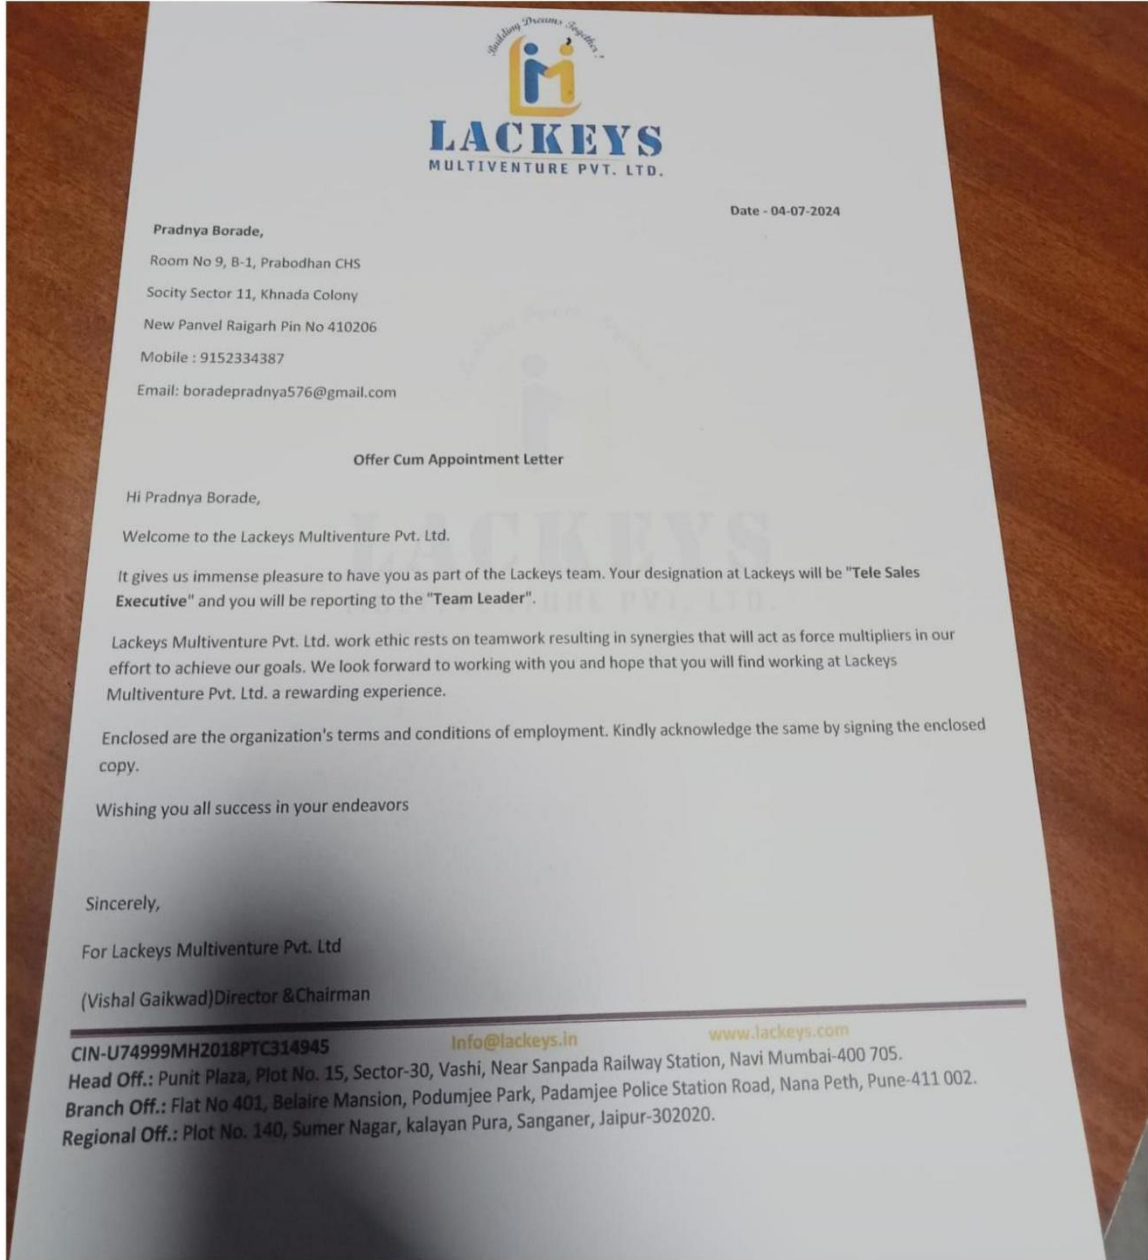 Building Dreams Together!
LACKEYS
MULTIVENTURE PVT. LTD.
Date - 04-07-2024
Pradnya Borade,
Room No 9, B-1, Prabodhan CHS
Socity Sector 11, Khnada Colony
New Panvel Raigarh Pin No 410206
Mobile : 9152334387
Email: boradepradnya576@gmail.com
Offer Cum Appointment Letter
Hi Pradnya Borade,
Welcome to the Lackeys Multiventure Pvt. Ltd.
It gives us immense pleasure to have you as part of the Lackeys team. Your designation at Lackeys will be "Tele Sales
Executive" and you will be reporting to the "Team Leader".
Lackeys Multiventure Pvt. Ltd. work ethic rests on teamwork resulting in synergies that will act as force multipliers in our
effort to achieve our goals. We look forward to working with you and hope that you will find working at Lackeys
Multiventure Pvt. Ltd. a rewarding experience.
Enclosed are the organization's terms and conditions of employment. Kindly acknowledge the same by signing the enclosed
copy.
Wishing you all success in your endeavors
Sincerely,
For Lackeys Multiventure Pvt. Ltd
(Vishal Gaikwad)Director &Chairman
CIN-U74999MH2018PTC314945 Info@lackeys.in www.lackeys.com
Head Off.: Punit Plaza, Plot No. 15, Sector-30, Vashi, Near Sanpada Railway Station, Navi Mumbai-400 705.
Branch Off.: Flat No 401, Belaire Mansion, Podumjee Park, Padamjee Police Station Road, Nana Peth, Pune-411 002.
Regional Off.: Plot No. 140, Sumer Nagar, kalayan Pura, Sanganer, Jaipur-302020.